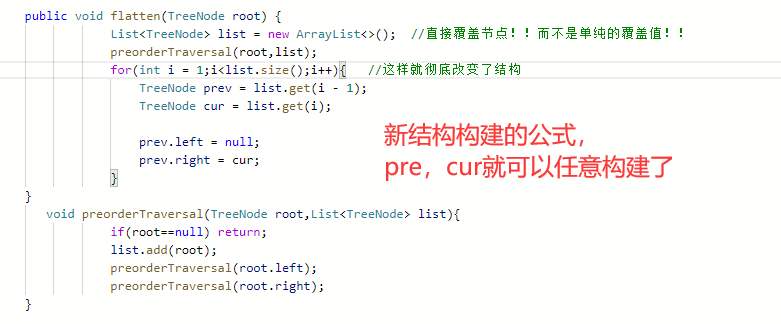 public void flatten(TreeNode root) {
List<TreeNode> list = new ArrayList<>();  //直接覆盖节点！！而不是单纯的覆盖值！！
preorderTraversal(root,list);
for(int i = 1;i<list.size();i++){   //这样就彻底改变了结构
TreeNode prev = list.get(i - 1);
TreeNode cur = list.get(i);
prev.left = null;
prev.right = cur;
}
}
新结构构建的公式，
pre，cur就可以任意构建了
void preorderTraversal(TreeNode root,List<TreeNode> list){
if(root==null) return;
list.add(root);
preorderTraversal(root.left);
preorderTraversal(root.right);
}